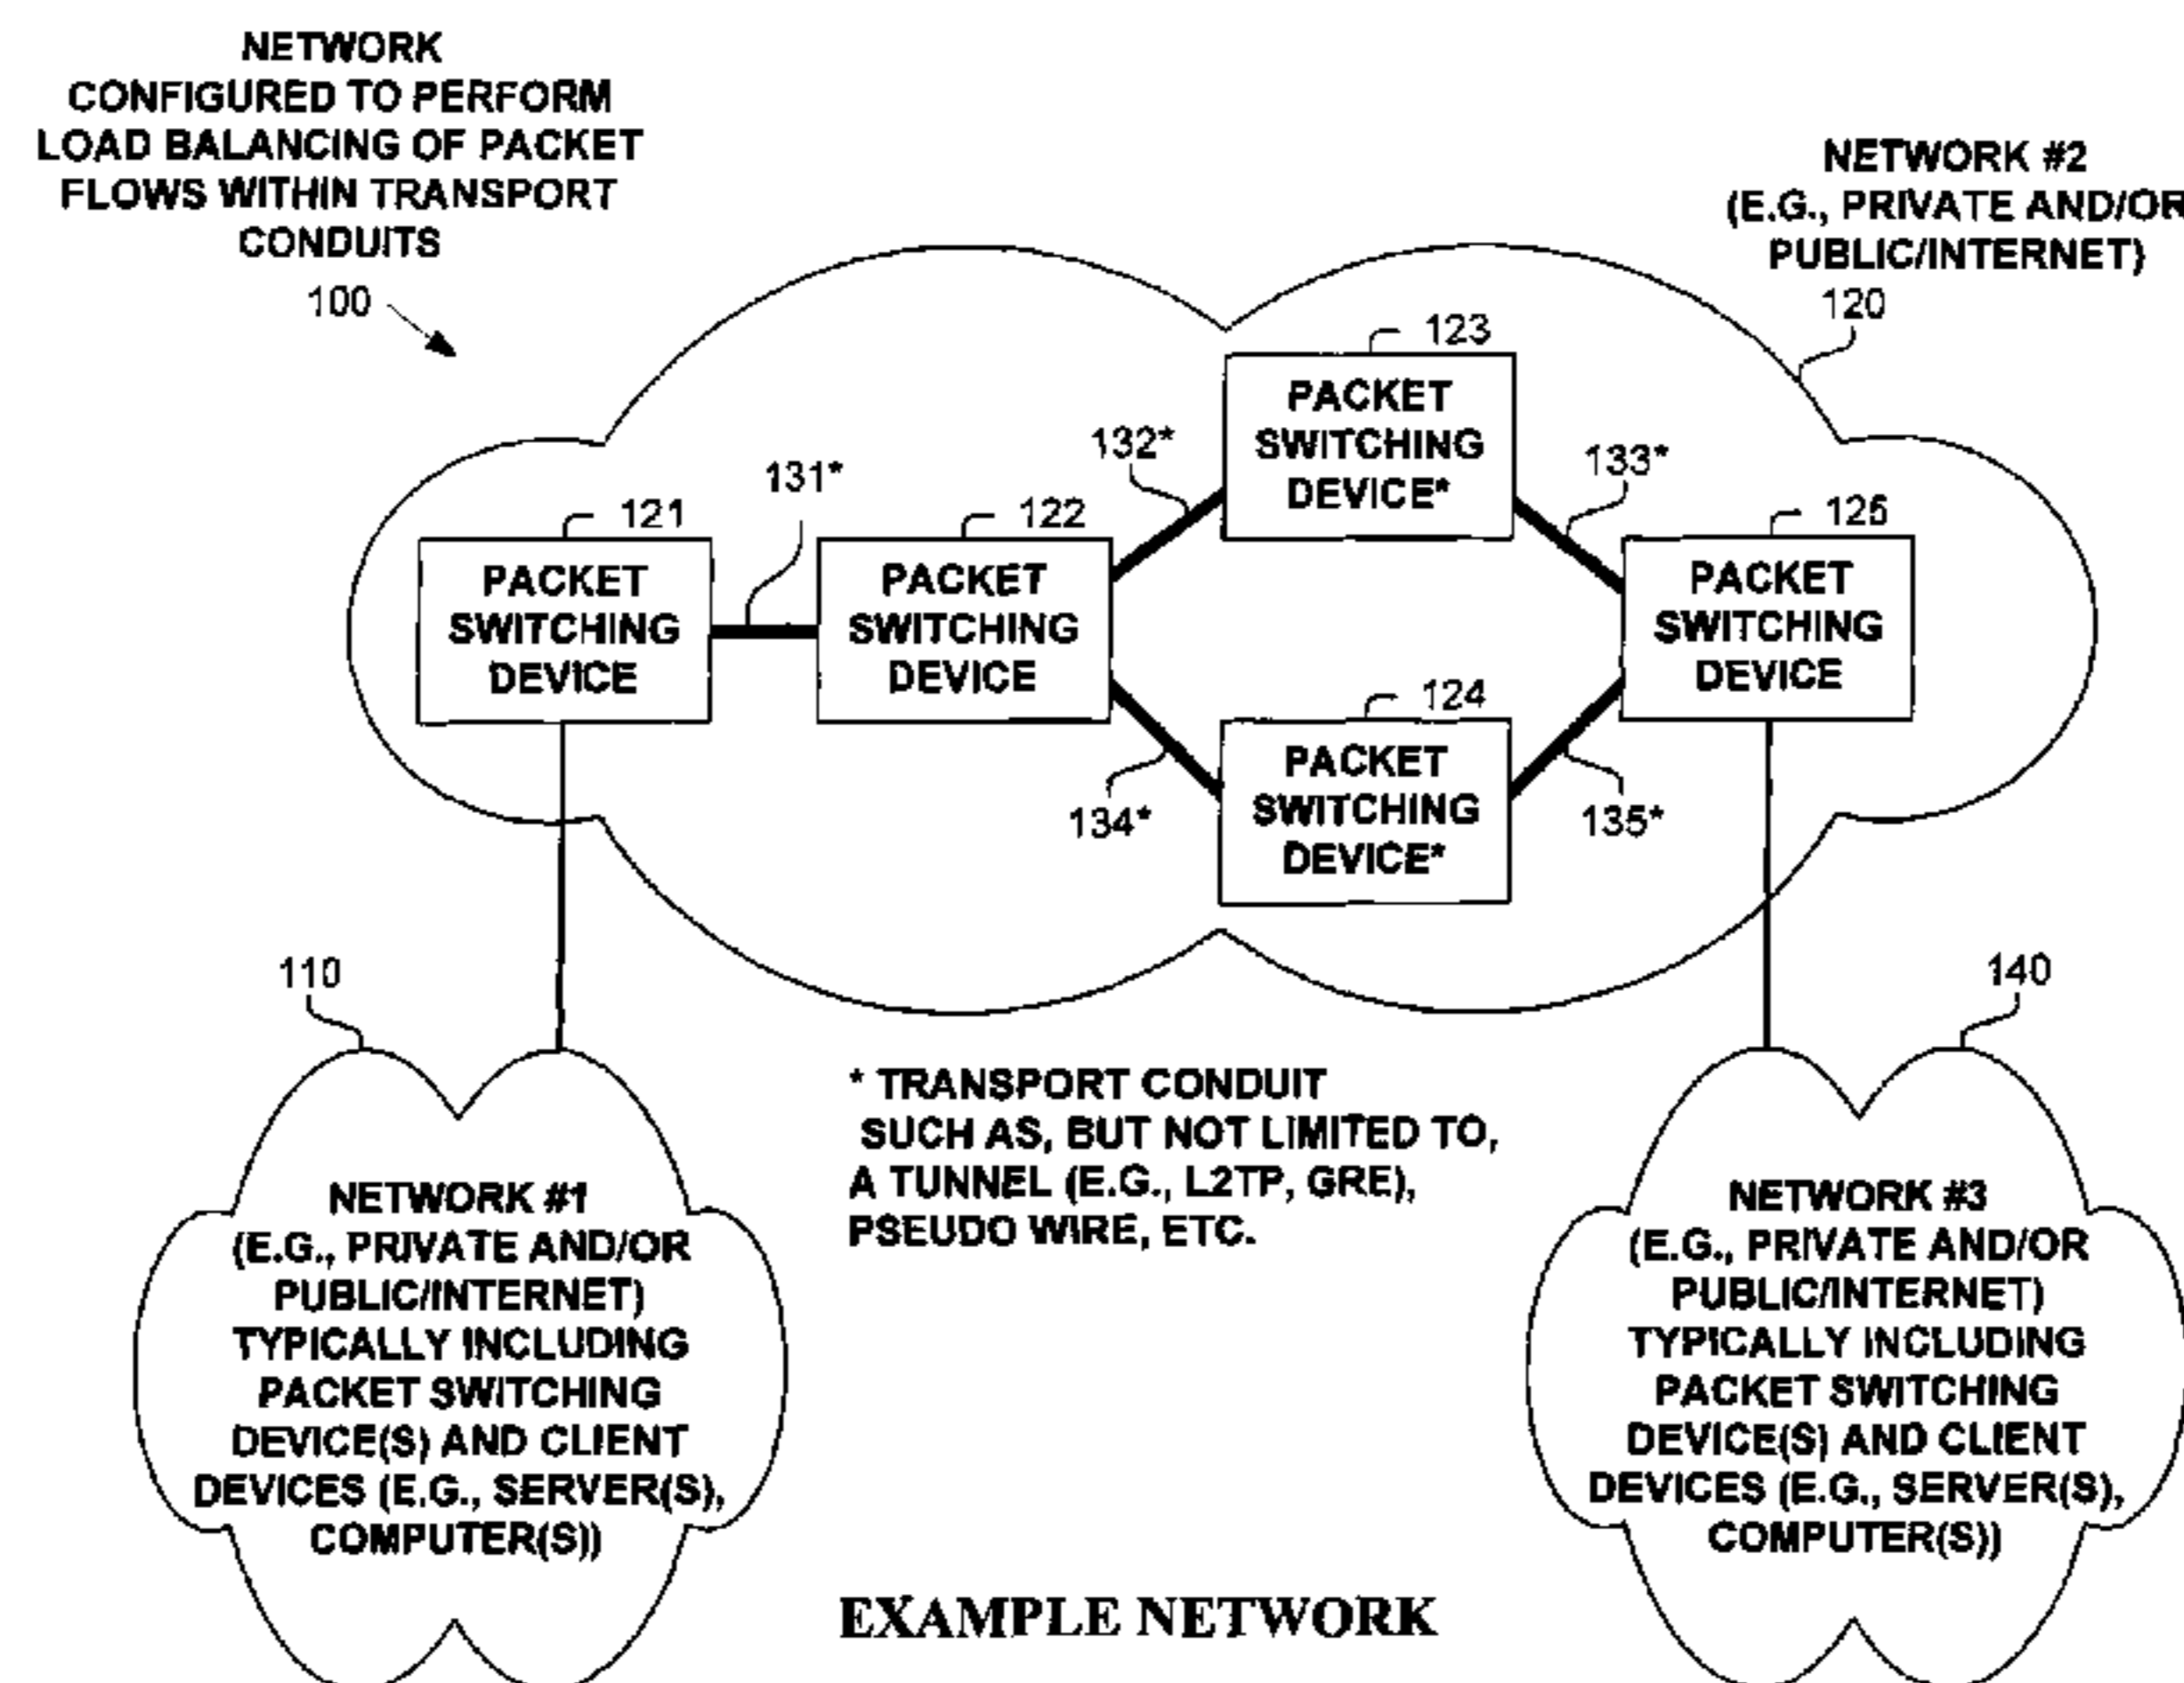 NETWORK
CONFIGURED TO PERFORM
LOAD BALANCING OF PACKET
FLOWS WITHIN TRANSPORT
CONDUITS
100
NETWORK #2
(E.G., PRIVATE AND/OR
PUBLIC/INTERNET)
120
123
PACKET
SWITCHING
DEVICE*
132*
133*
131*
121
PACKET
SWITCHING
DEVICE
122
PACKET
SWITCHING
DEVICE
125
PACKET
SWITCHING
DEVICE
124
PACKET
SWITCHING
DEVICE*
134*
135*
110
140
* TRANSPORT CONDUIT
SUCH AS, BUT NOT LIMITED TO,
A TUNNEL (E.G., L2TP, GRE),
PSEUDO WIRE, ETC.
NETWORK #1
(E.G., PRIVATE AND/OR
PUBLIC/INTERNET)
TYPICALLY INCLUDING
PACKET SWITCHING
DEVICE(S) AND CLIENT
DEVICES (E.G., SERVER(S),
COMPUTER(S))
NETWORK #3
(E.G., PRIVATE AND/OR
PUBLIC/INTERNET)
TYPICALLY INCLUDING
PACKET SWITCHING
DEVICE(S) AND CLIENT
DEVICES (E.G., SERVER(S),
COMPUTER(S))
EXAMPLE NETWORK